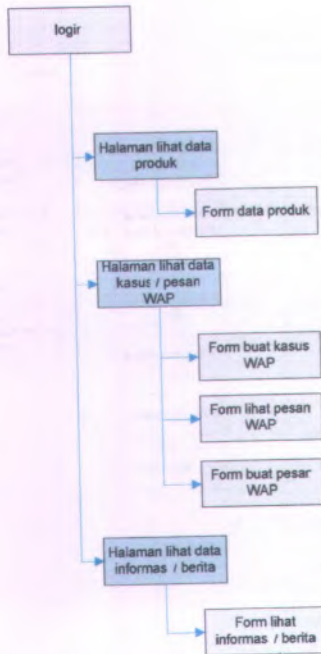 logir
Halaman lihat data
produk
Form data produk
Halaman lihat data
kasus / pesan
WAP
Form buat kasus
WAP
Form lihat pesan
WAP
Form buat pesar
WAP
Halaman lihat data
informas / berita
Form lihat
informas / berita